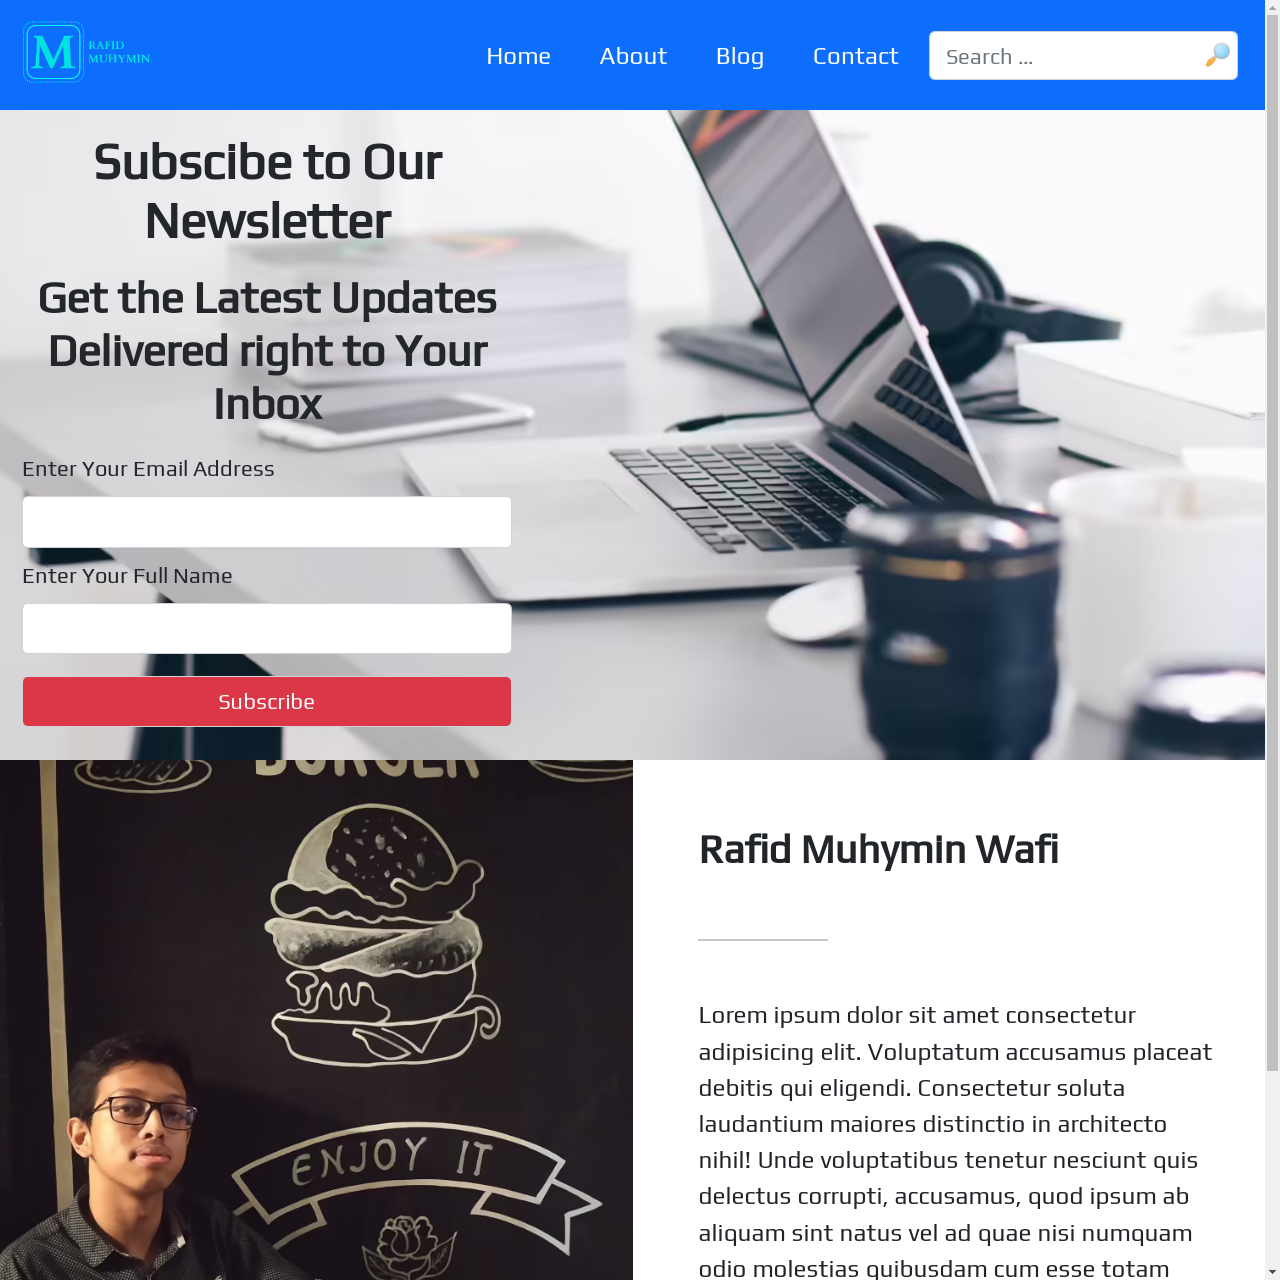 M RAFID
MUHYMIN
Home About Blog Contact Search ...
Subscibe to Our
Newsletter
Get the Latest Updates
Delivered right to Your
Inbox
Enter Your Email Address
Enter Your Full Name
Subscribe
BURGER
ENJOY IT
Rafid Muhymin Wafi
Lorem ipsum dolor sit amet consectetur
adipisicing elit. Voluptatum accusamus placeat
debitis qui eligendi. Consectetur soluta
laudantium maiores distinctio in architecto
nihil! Unde voluptatibus tenetur nesciunt quis
delectus corrupti, accusamus, quod ipsum ab
aliquam sint natus vel ad quae nisi numquam
odio molestias quibusdam cum esse totam